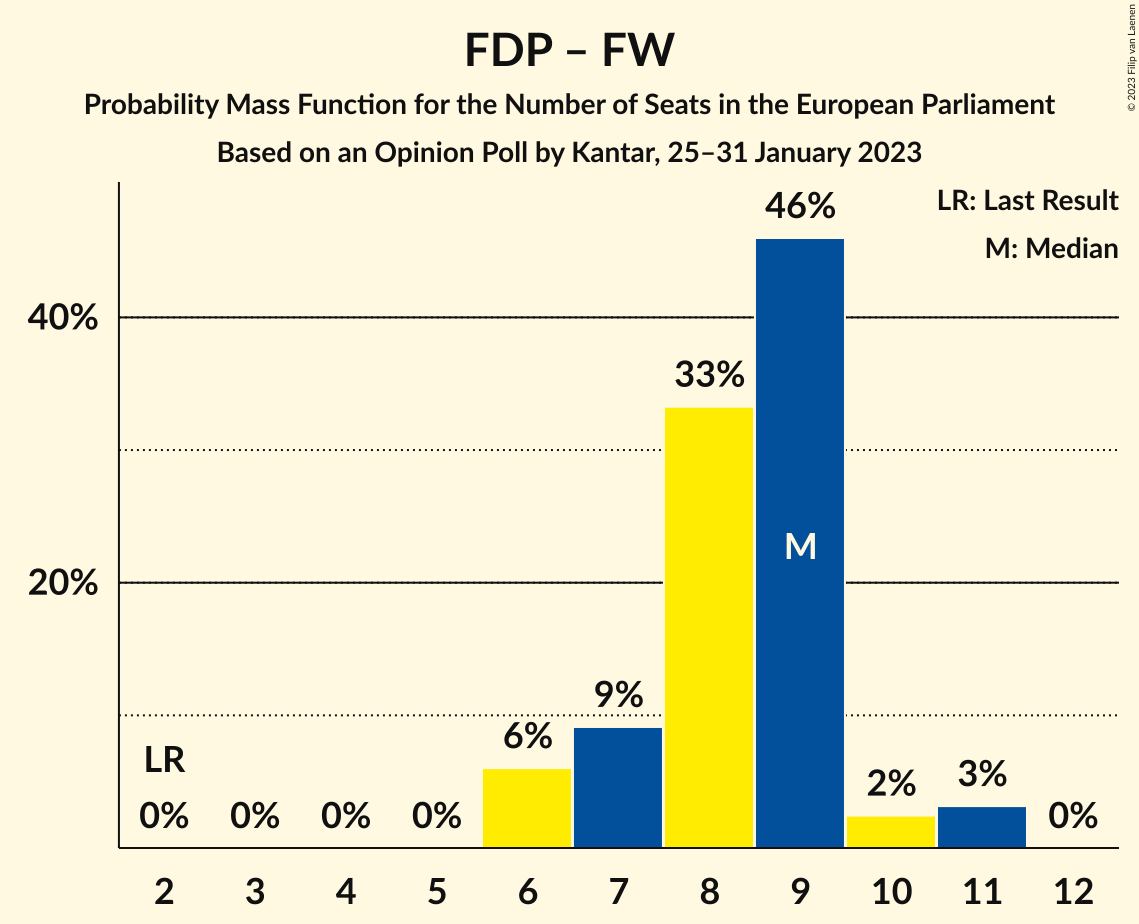 FDP – FW
Probability Mass Function for the Number of Seats in the European Parliament
Based on an Opinion Poll by Kantar, 25–31 January 2023
© 2023 Filip van Laenen
LR: Last Result
M: Median
46%
40%
33%
M
20%
9%
6%
LR
3%
2%
0% 0% 0% 0% 0%
2 3 4 5 6 7 8 9 10 11 12